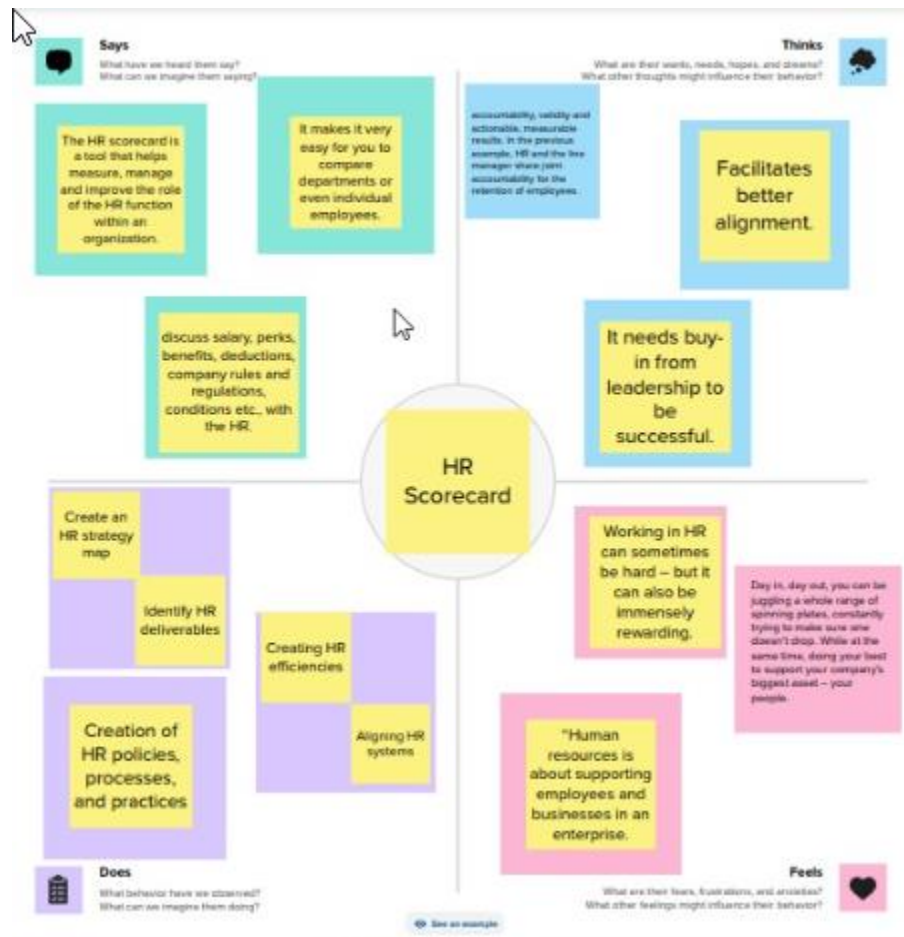 Says
What have we heard them say?
What can we imagine them saying?
The HR scorecard is
a tool that helps
measure, manage
and improve the role
of the HR function
within an
organization.
It makes it very
easy for you to
compare
departments or
even individual
employees.
discuss salary, perks,
benefits, deductions,
company rules and
regulations,
conditions etc., with
the HR.
Thinks
What are their wants, needs, hopes, and dreams?
What other thoughts might influence their behavior?
accountability, validity and
actionable, measurable
results. In the previous
example, HR and the line
manager share joint
accountability for the
retention of employees.
Facilitates
better
alignment.
It needs buy-
in from
leadership to
be
successful.
HR
Scorecard
Create an
HR strategy
map
Identify HR
deliverables
Creating HR
efficiencies
Aligning HR
systems
Creation of
HR policies,
processes,
and practices
Does
What behavior have we observed?
What can we imagine them doing?
Working in HR
can sometimes
be hard – but it
can also be
immensely
rewarding.
Day in, day out, you can be
juggling a whole range of
spinning plates, constantly
trying to make sure one
doesn't drop. While at the
same time, doing your best
to support your company's
biggest asset – your
people.
"Human
resources is
about supporting
employees and
businesses in an
enterprise.
Feels
What are their fears, frustrations, and anxieties?
What other feelings might influence their behavior?
See an example